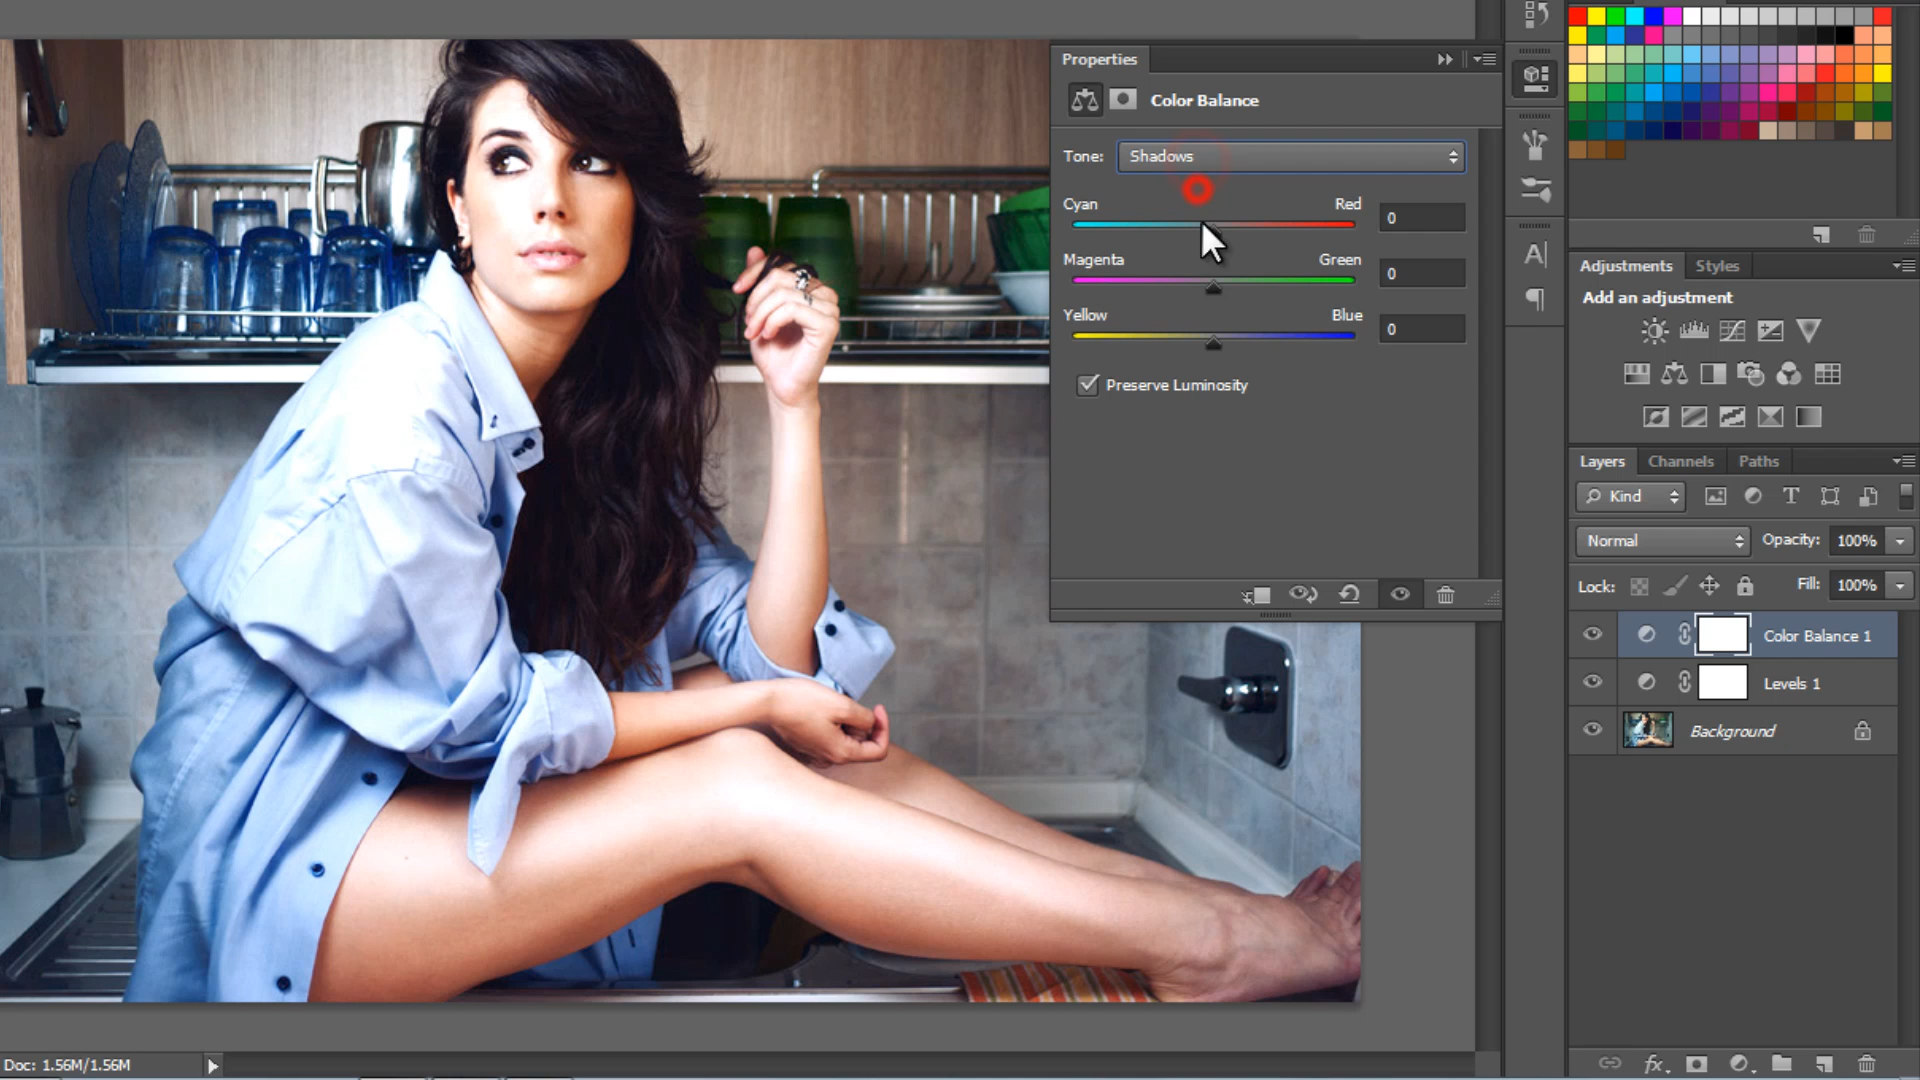 Properties
Color Balance
Tone: Shadows
Cyan Red 0
Magenta Green 0
Yellow Blue 0
Preserve Luminosity
A
Adjustments Styles
Add an adjustment
Layers Channels Paths
Kind T
Normal Opacity: 100%
Lock: Fill: 100%
Color Balance 1
Levels 1
Background
Doc: 1.56M/1.56M
fx